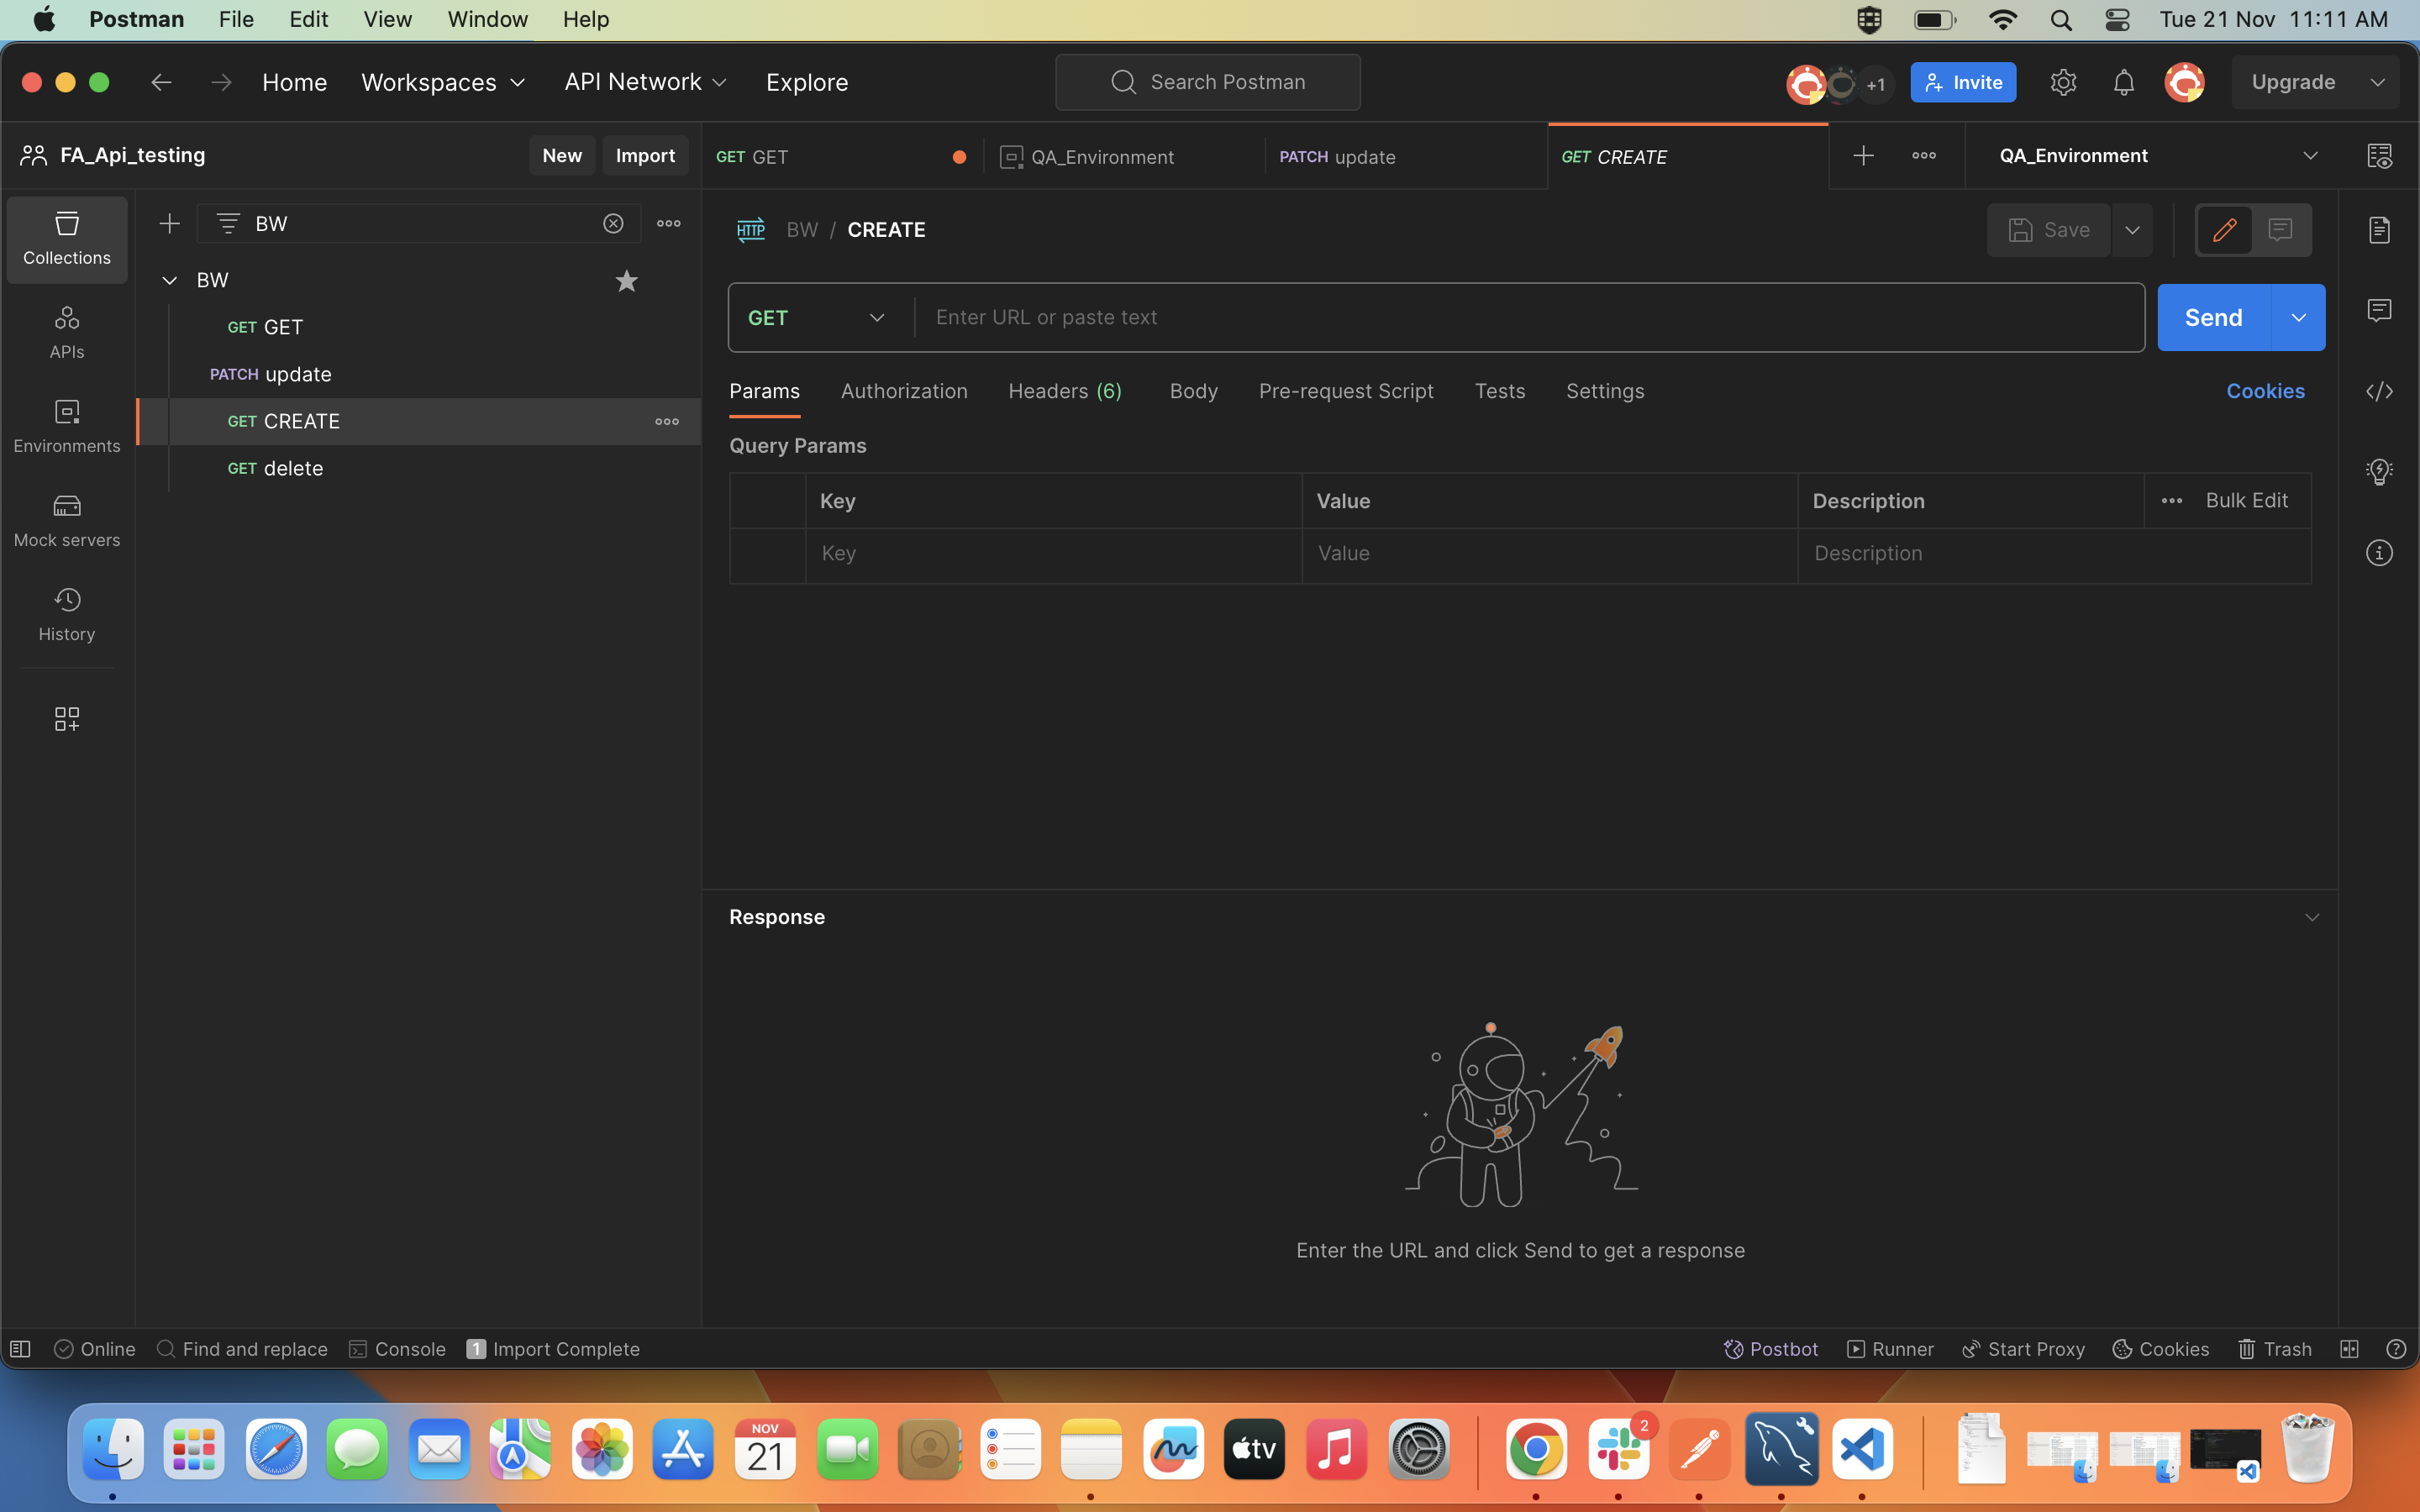 Postman File Edit View Window Help Tue 21 Nov 11:11 AM
Home Workspaces API Network Explore Search Postman +1 Invite Upgrade
FA_Api_testing New Import GET GET QA_Environment PATCH update GET CREATE QA_Environment
BW
Collections
HTTP BW / CREATE Save
BW
GET GET
PATCH update
GET CREATE
GET delete
APIs
Environments
Mock servers
History
GET Enter URL or paste text Send
Params Authorization Headers (6) Body Pre-request Script Tests Settings Cookies
Query Params
Key Value Description Bulk Edit
Key Value Description
Response
Enter the URL and click Send to get a response
Online Find and replace Console 1 Import Complete Postbot Runner Start Proxy Cookies Trash
NOV
21
tv
2